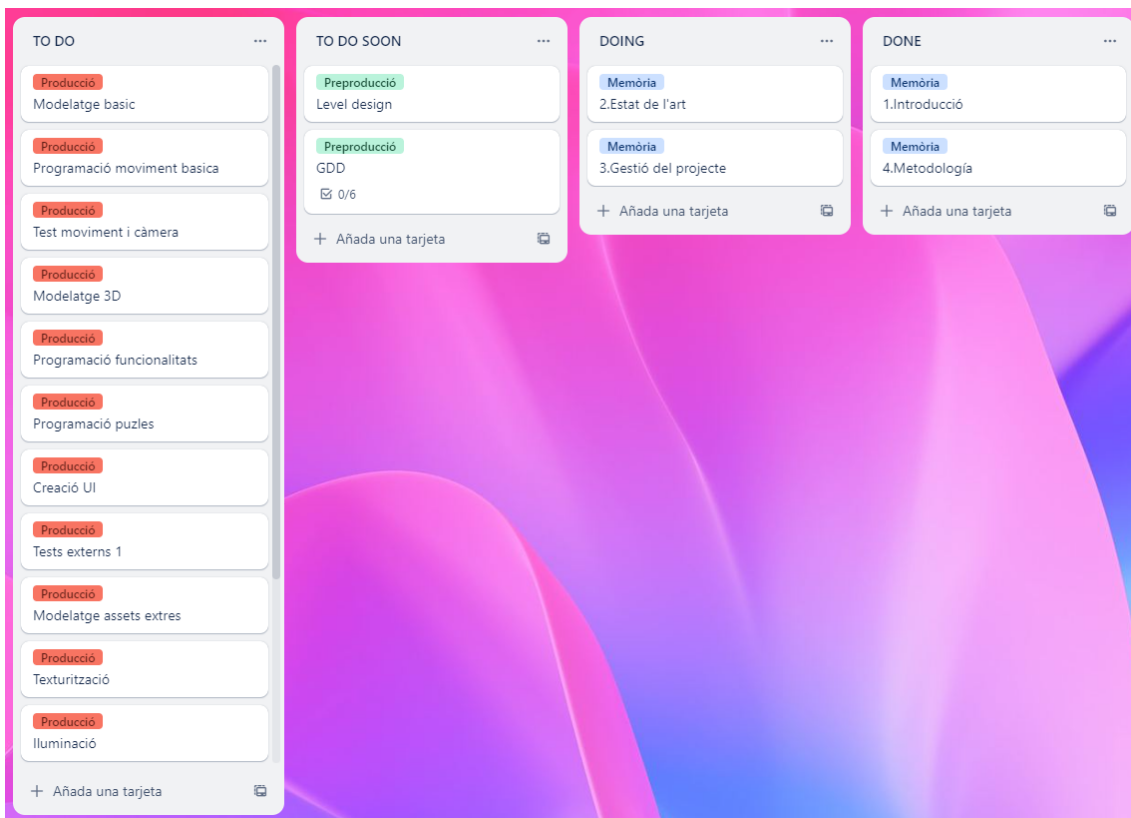 TO DO
Producció
Modelatge basic
Producció
Programació moviment basica
Producció
Test moviment i càmera
Producció
Modelatge 3D
Producció
Programació funcionalitats
Producció
Programació puzles
Producció
Creació UI
Producció
Tests externs 1
Producció
Modelatge assets extres
Producció
Texturització
Producció
Iluminació
+ Añada una tarjeta
TO DO SOON
Preproducció
Level design
Preproducció
GDD
0/6
+ Añada una tarjeta
DOING
Memòria
2.Estat de l'art
Memòria
3.Gestió del projecte
+ Añada una tarjeta
DONE
Memòria
1.Introducció
Memòria
4.Metodología
+ Añada una tarjeta